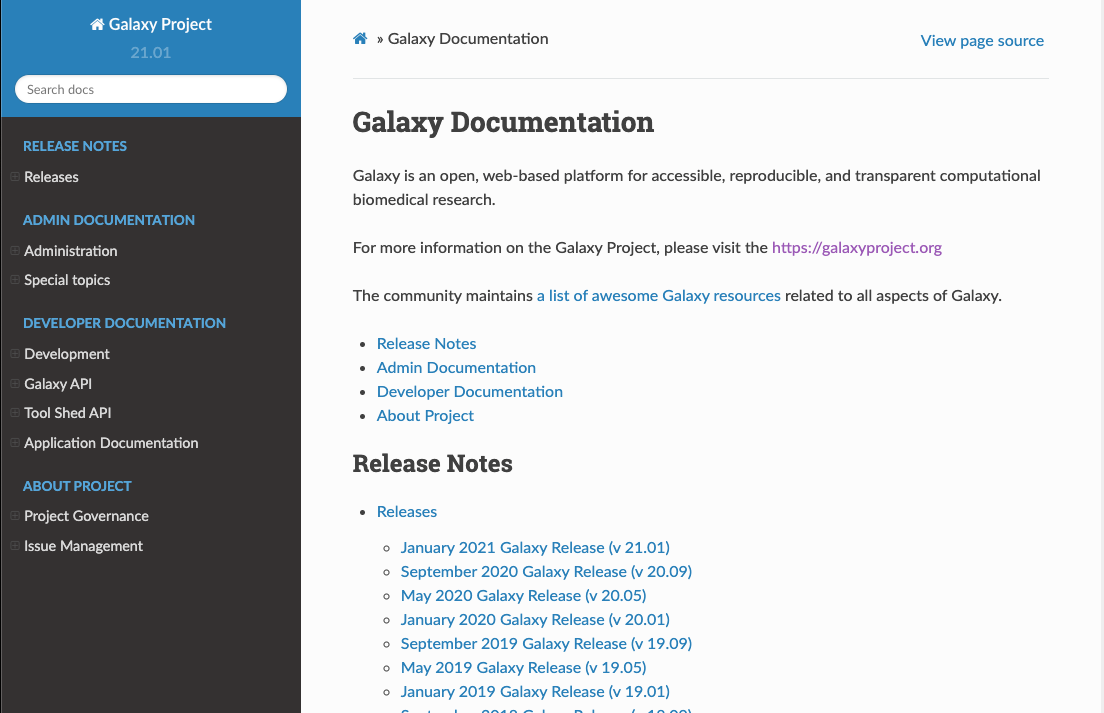 Galaxy Project
21.01
Search docs
RELEASE NOTES
Releases
ADMIN DOCUMENTATION
Administration
Special topics
DEVELOPER DOCUMENTATION
Development
Galaxy API
Tool Shed API
Application Documentation
ABOUT PROJECT
Project Governance
Issue Management
» Galaxy Documentation
View page source
Galaxy Documentation
Galaxy is an open, web-based platform for accessible, reproducible, and transparent computational
biomedical research.
For more information on the Galaxy Project, please visit the https://galaxyproject.org
The community maintains a list of awesome Galaxy resources related to all aspects of Galaxy.
Release Notes
Admin Documentation
Developer Documentation
About Project
Release Notes
Releases
January 2021 Galaxy Release (v 21.01)
September 2020 Galaxy Release (v 20.09)
May 2020 Galaxy Release (v 20.05)
January 2020 Galaxy Release (v 20.01)
September 2019 Galaxy Release (v 19.09)
May 2019 Galaxy Release (v 19.05)
January 2019 Galaxy Release (v 19.01)